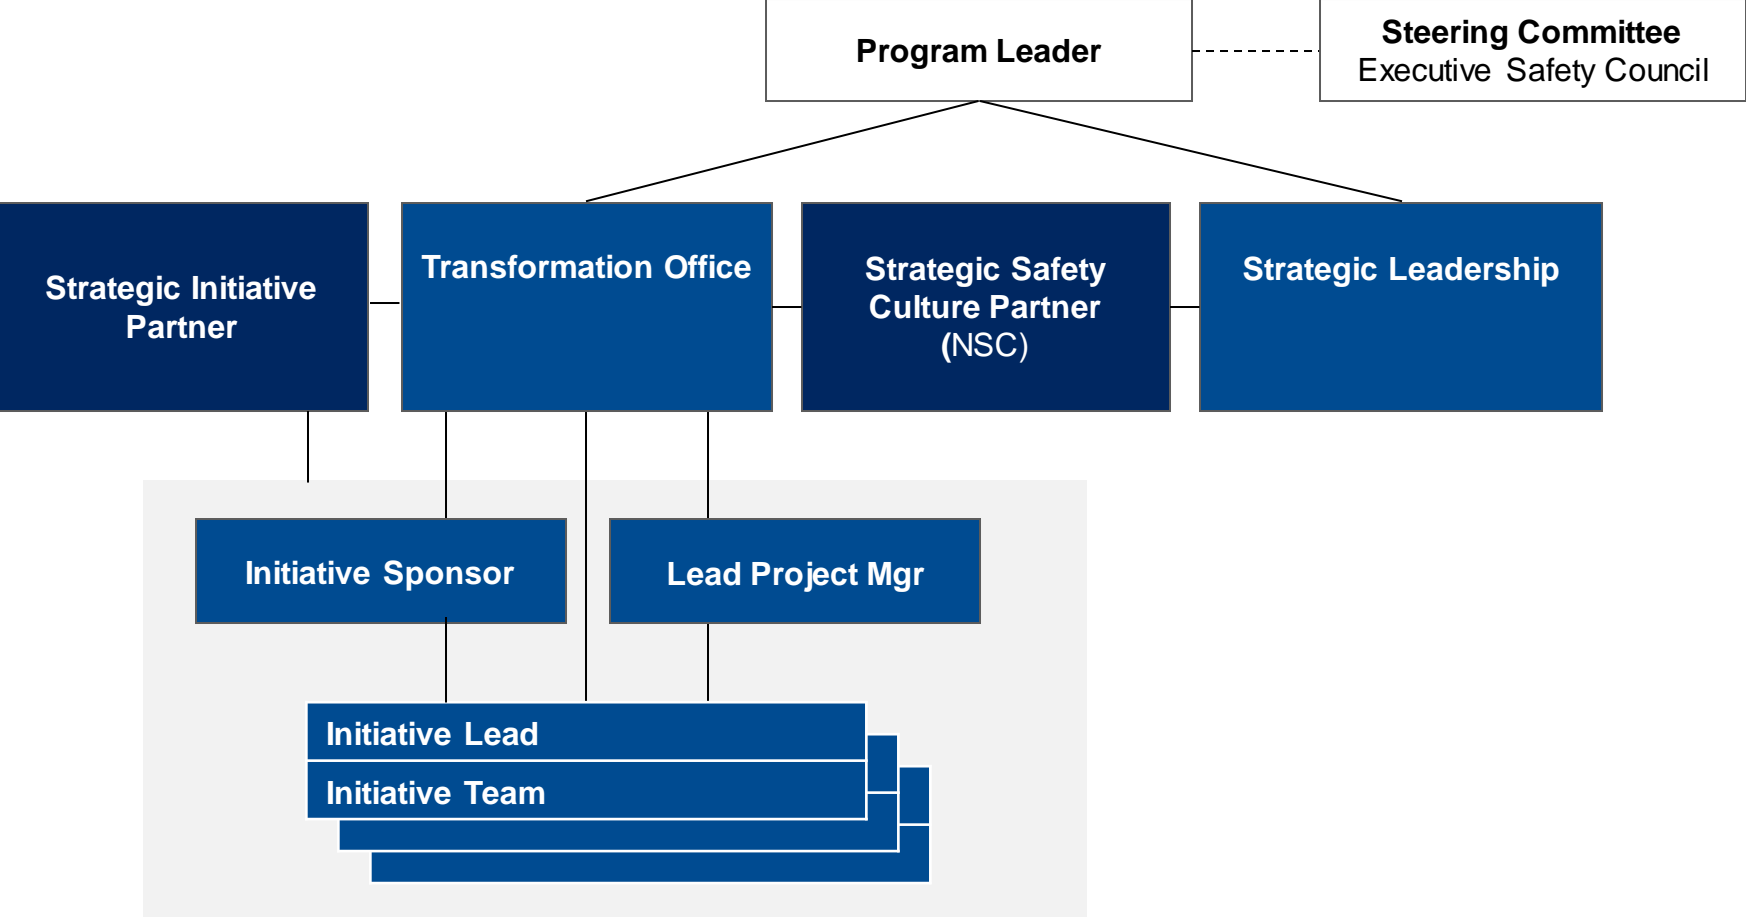 Program Leader
Steering Committee
Executive Safety Council
Strategic Initiative
Partner
Transformation Office
Strategic Safety
Culture Partner
(NSC)
Strategic Leadership
Initiative Sponsor
Lead Project Mgr
Initiative Lead
Initiative Team